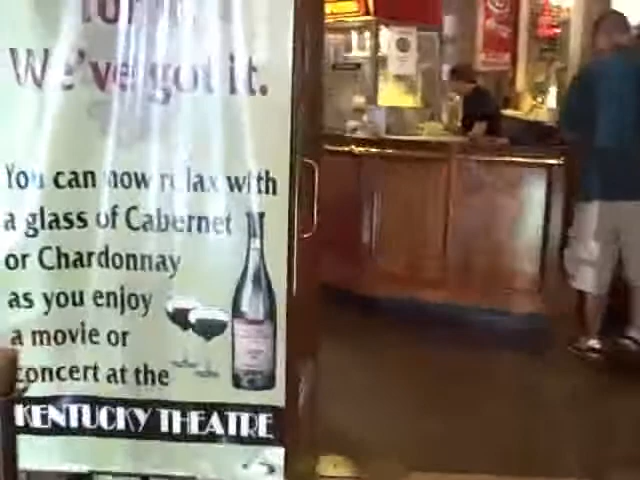 We've got it.
You can now relax with
a glass of Cabernet
or Chardonnay
as you enjoy
a movie or
concert at the
KENTUCKY THEATRE